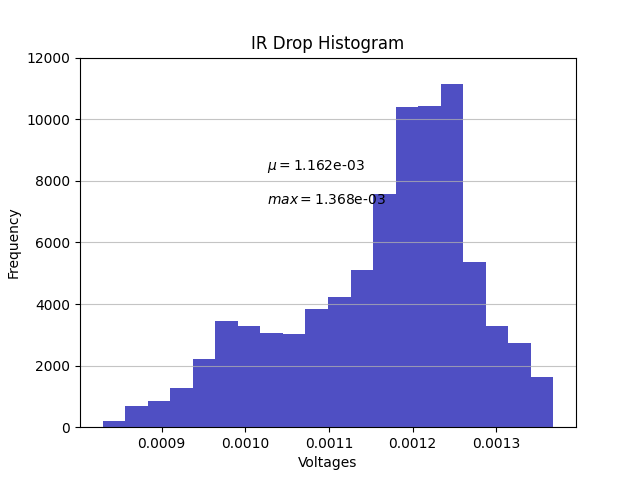 IR Drop Histogram
12000
10000
8000
6000
4000
2000
0
Frequency
μ = 1.162e-03
max = 1.368e-03
0.0009 0.0010 0.0011 0.0012 0.0013
Voltages